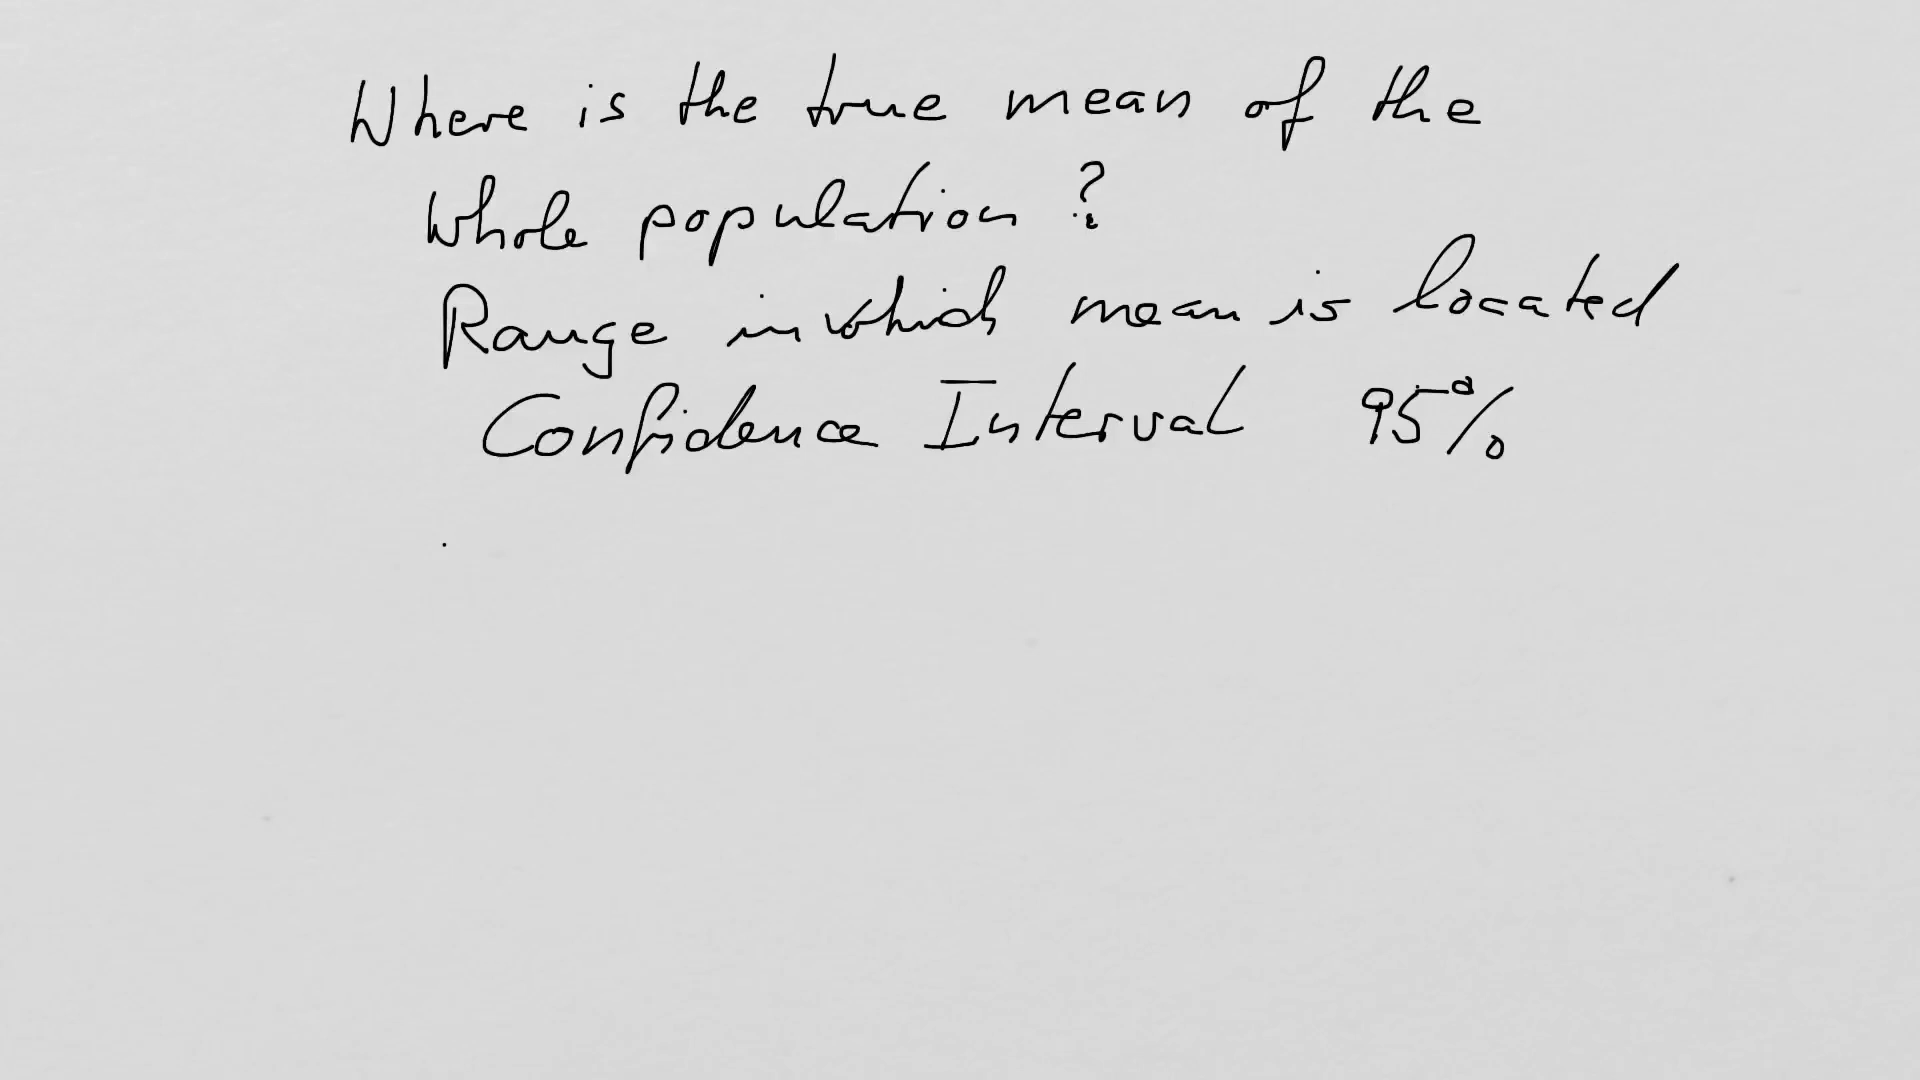 Where is the true mean of the
whole population?
Range in which mean is located
Confidence Interval 95%